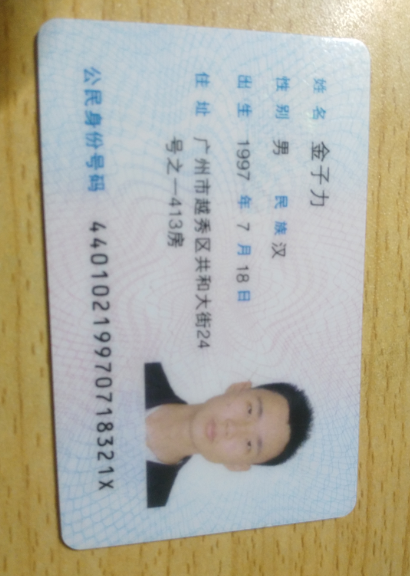 姓名 金子力
性别 男 民族 汉
出生 1997 年 7 月 18 日
住址 广州市越秀区共和大街24
号之一413房
公民身份号码 44010219970718321X